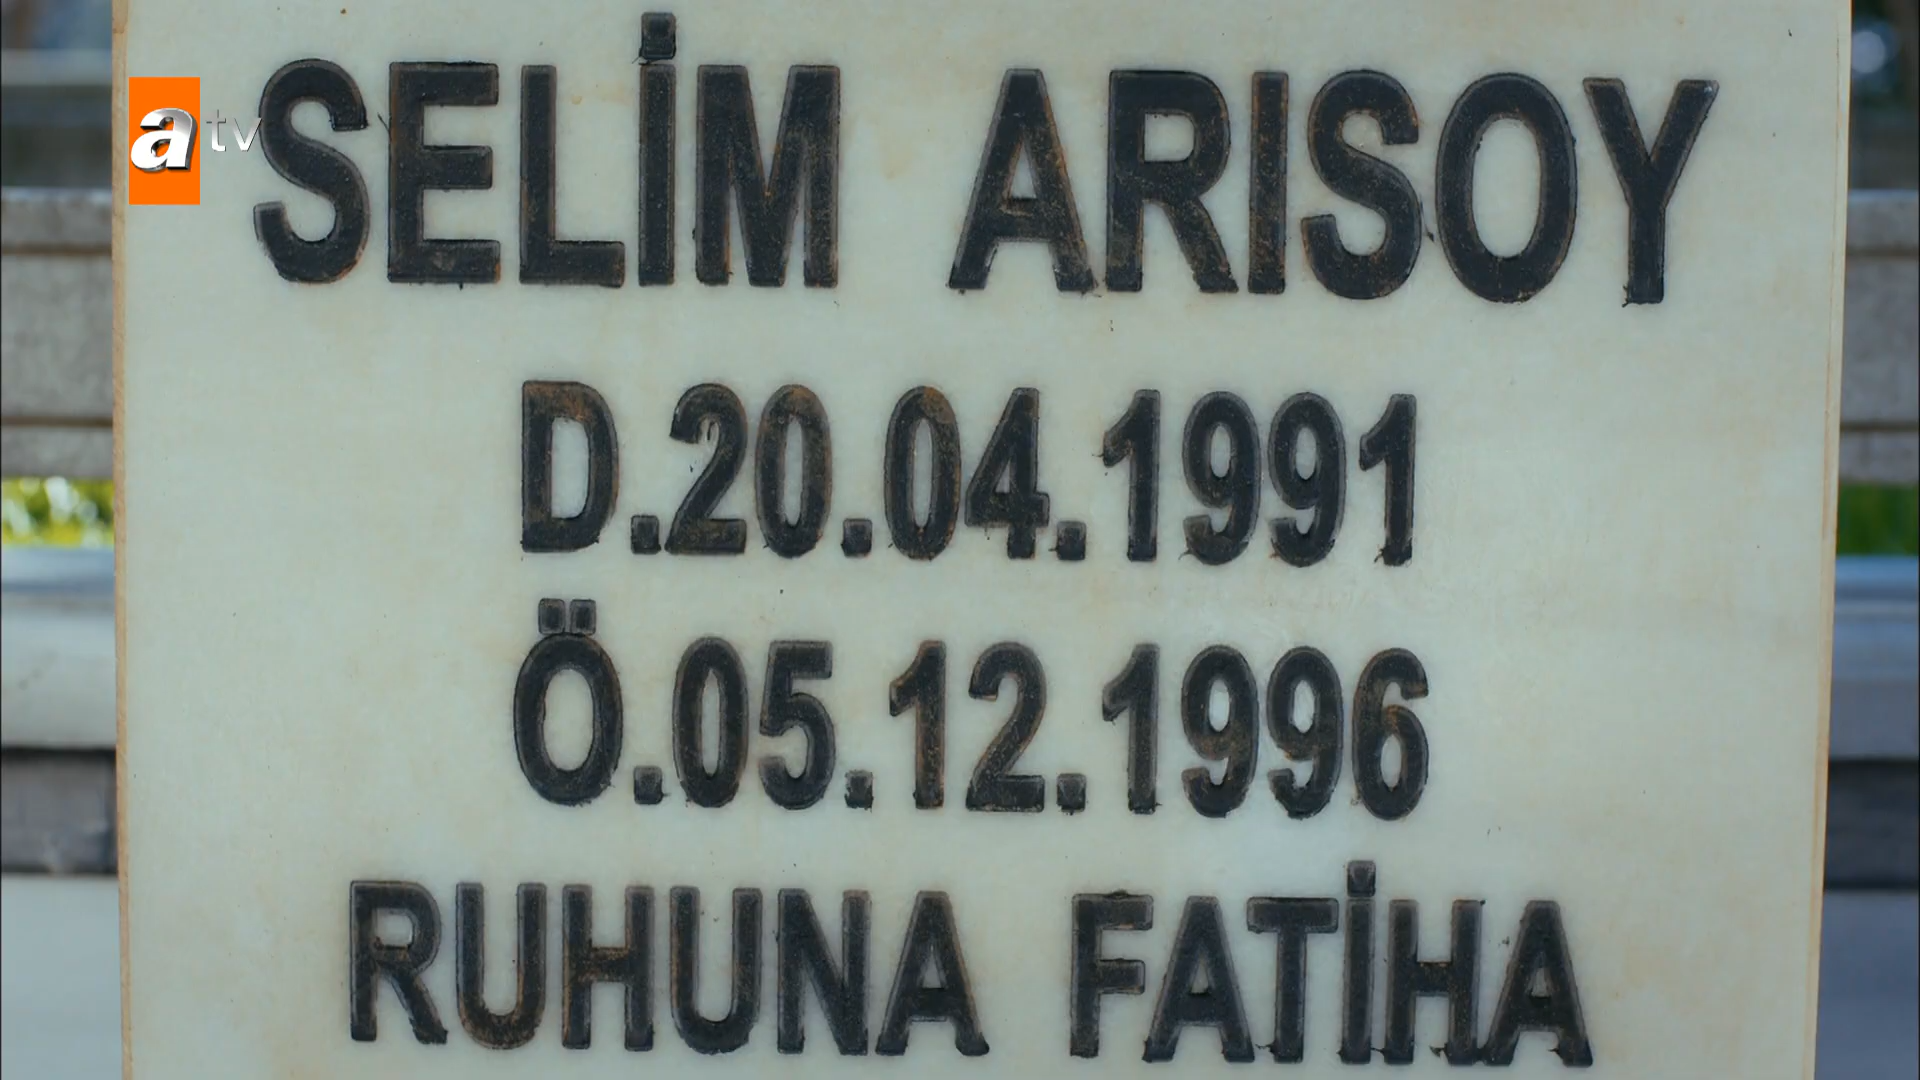 atv
SELİM ARISOY
D.20.04.1991
Ö.05.12.1996
RUHUNA FATİHA